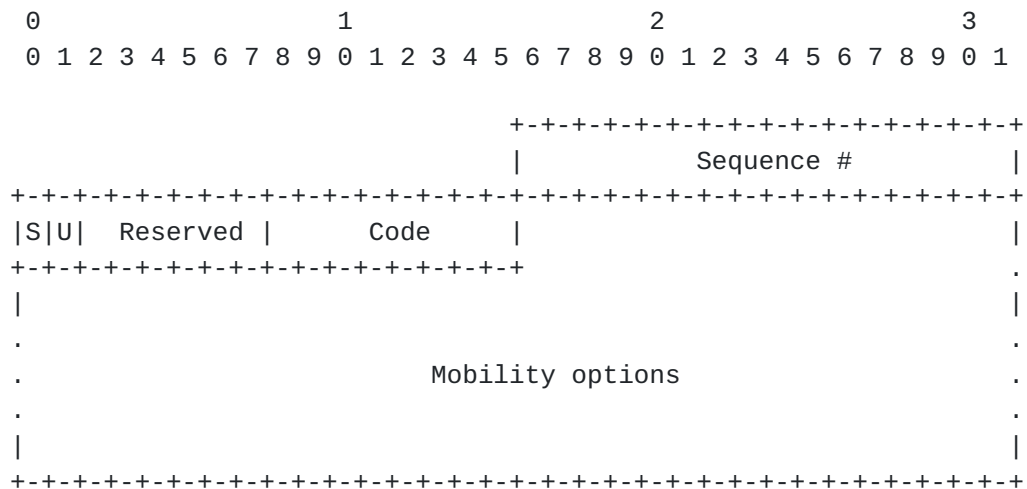 0                   1                   2                   3
 0 1 2 3 4 5 6 7 8 9 0 1 2 3 4 5 6 7 8 9 0 1 2 3 4 5 6 7 8 9 0 1

                                +-+-+-+-+-+-+-+-+-+-+-+-+-+-+-+-+
                                |           Sequence #          |
+-+-+-+-+-+-+-+-+-+-+-+-+-+-+-+-+-+-+-+-+-+-+-+-+-+-+-+-+-+-+-+-+
|S|U|  Reserved |      Code     |                               |
+-+-+-+-+-+-+-+-+-+-+-+-+-+-+-+-+                               .
|                                                               |
.                                                               .
.                          Mobility options                     .
.                                                               .
|                                                               |
+-+-+-+-+-+-+-+-+-+-+-+-+-+-+-+-+-+-+-+-+-+-+-+-+-+-+-+-+-+-+-+-+